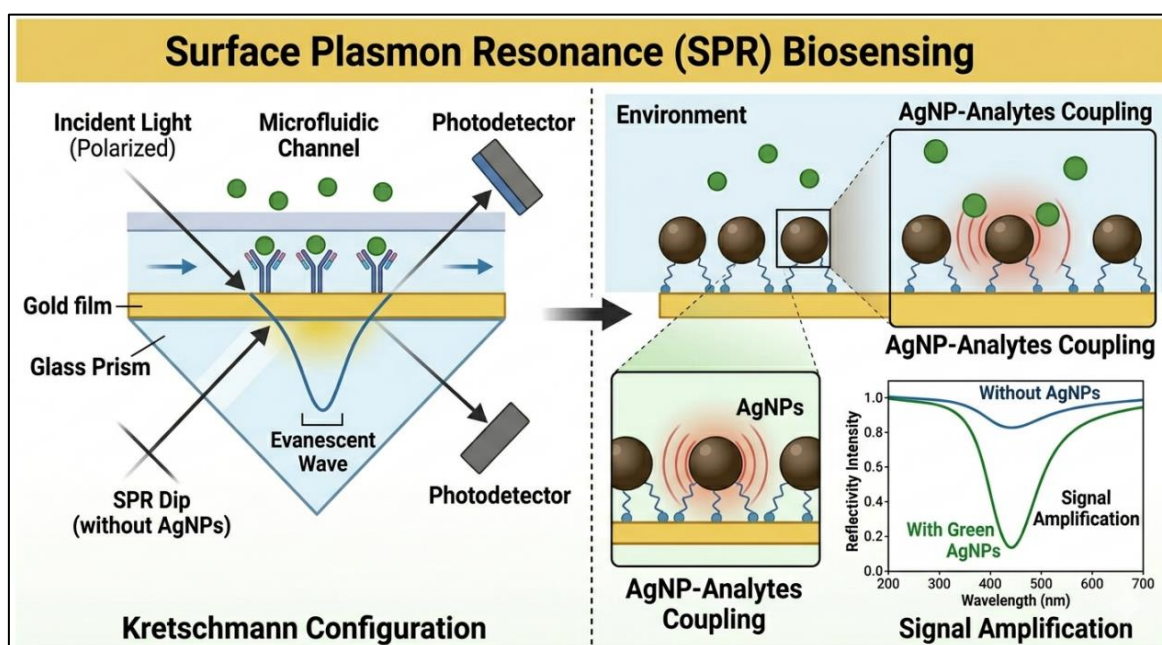 Surface Plasmon Resonance (SPR) Biosensing
Incident Light
(Polarized)
Microfluidic
Channel
Photodetector
Gold film
Glass Prism
Evanescent
Wave
SPR Dip
(without AgNPs)
Photodetector
Kretschmann Configuration
Environment
AgNP-Analytes Coupling
AgNP-Analytes Coupling
AgNPs
AgNP-Analytes
Coupling
Reflectivity Intensity
1.0
0.8
0.6
0.4
0.2
0.0
Without AgNPs
Signal
Amplification
With Green
AgNPs
200 300 400 500 600 700
Wavelength (nm)
Signal Amplification